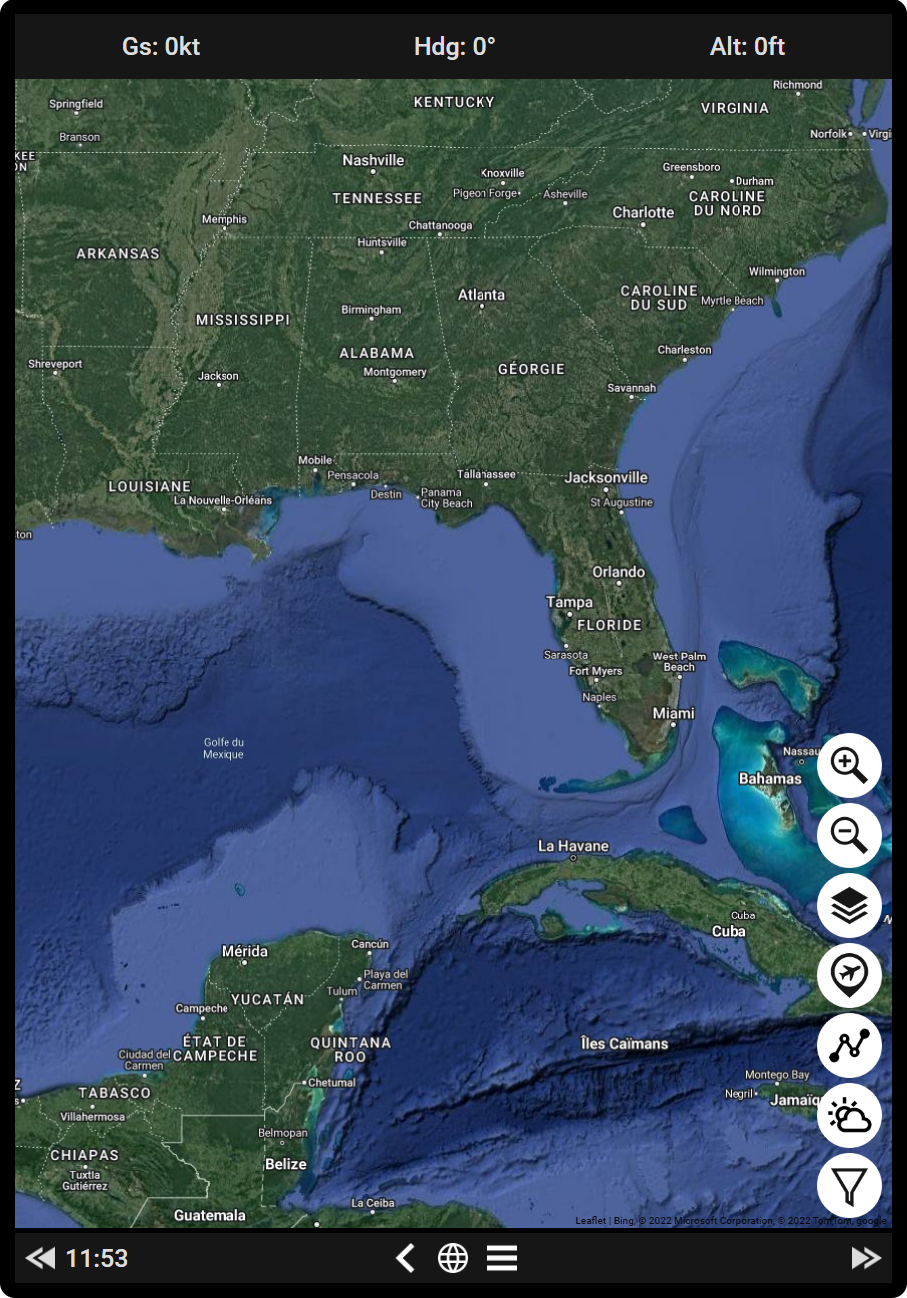 Gs: 0kt
Hdg: 0°
Alt: 0ft
Richmond
Springfield
KENTUCKY
VIRGINIA
Norfolk
Virgi
Branson
KEE
ON
Nashville
Knoxville
Greensboro
Durham
Pigeon Forge
Asheville
TENNESSEE
CAROLINE
DU NORD
Charlotte
Memphis
Chattanooga
Huntsville
ARKANSAS
Wilmington
CAROLINE
DU SUD
Atlanta
Myrtle Beach
Birmingham
MISSISSIPPI
ALABAMA
Charleston
Shreveport
GÉORGIE
Montgomery
Jackson
Savannah
Mobile
Pensacola
Tallahassee
Jacksonville
LOUISIANE
La Nouvelle-Orléans
Destin
Panama
City Beach
St Augustine
ton
Orlando
Tampa
FLORIDE
Sarasota
West Palm
Beach
Fort Myers
Naples
Miami
Golfe du
Mexique
Nassau
Bahamas
La Havane
Cuba
Cuba
Mérida
Cancún
Playa del
Carmen
Tulum
YUCATÁN
Campeche
ÉTAT DE
CAMPECHE
QUINTANA
ROO
Îles Caïmans
Ciudad del
Carmen
Chetumal
Montego Bay
Negril
Jamaïq
TABASCO
Villahermosa
Belmopan
CHIAPAS
Belize
Tuxtla
Gutiérrez
La Ceiba
Guatemala
Leaflet | Bing, © 2022 Microsoft Corporation, © 2022 TomTom, google
11:53